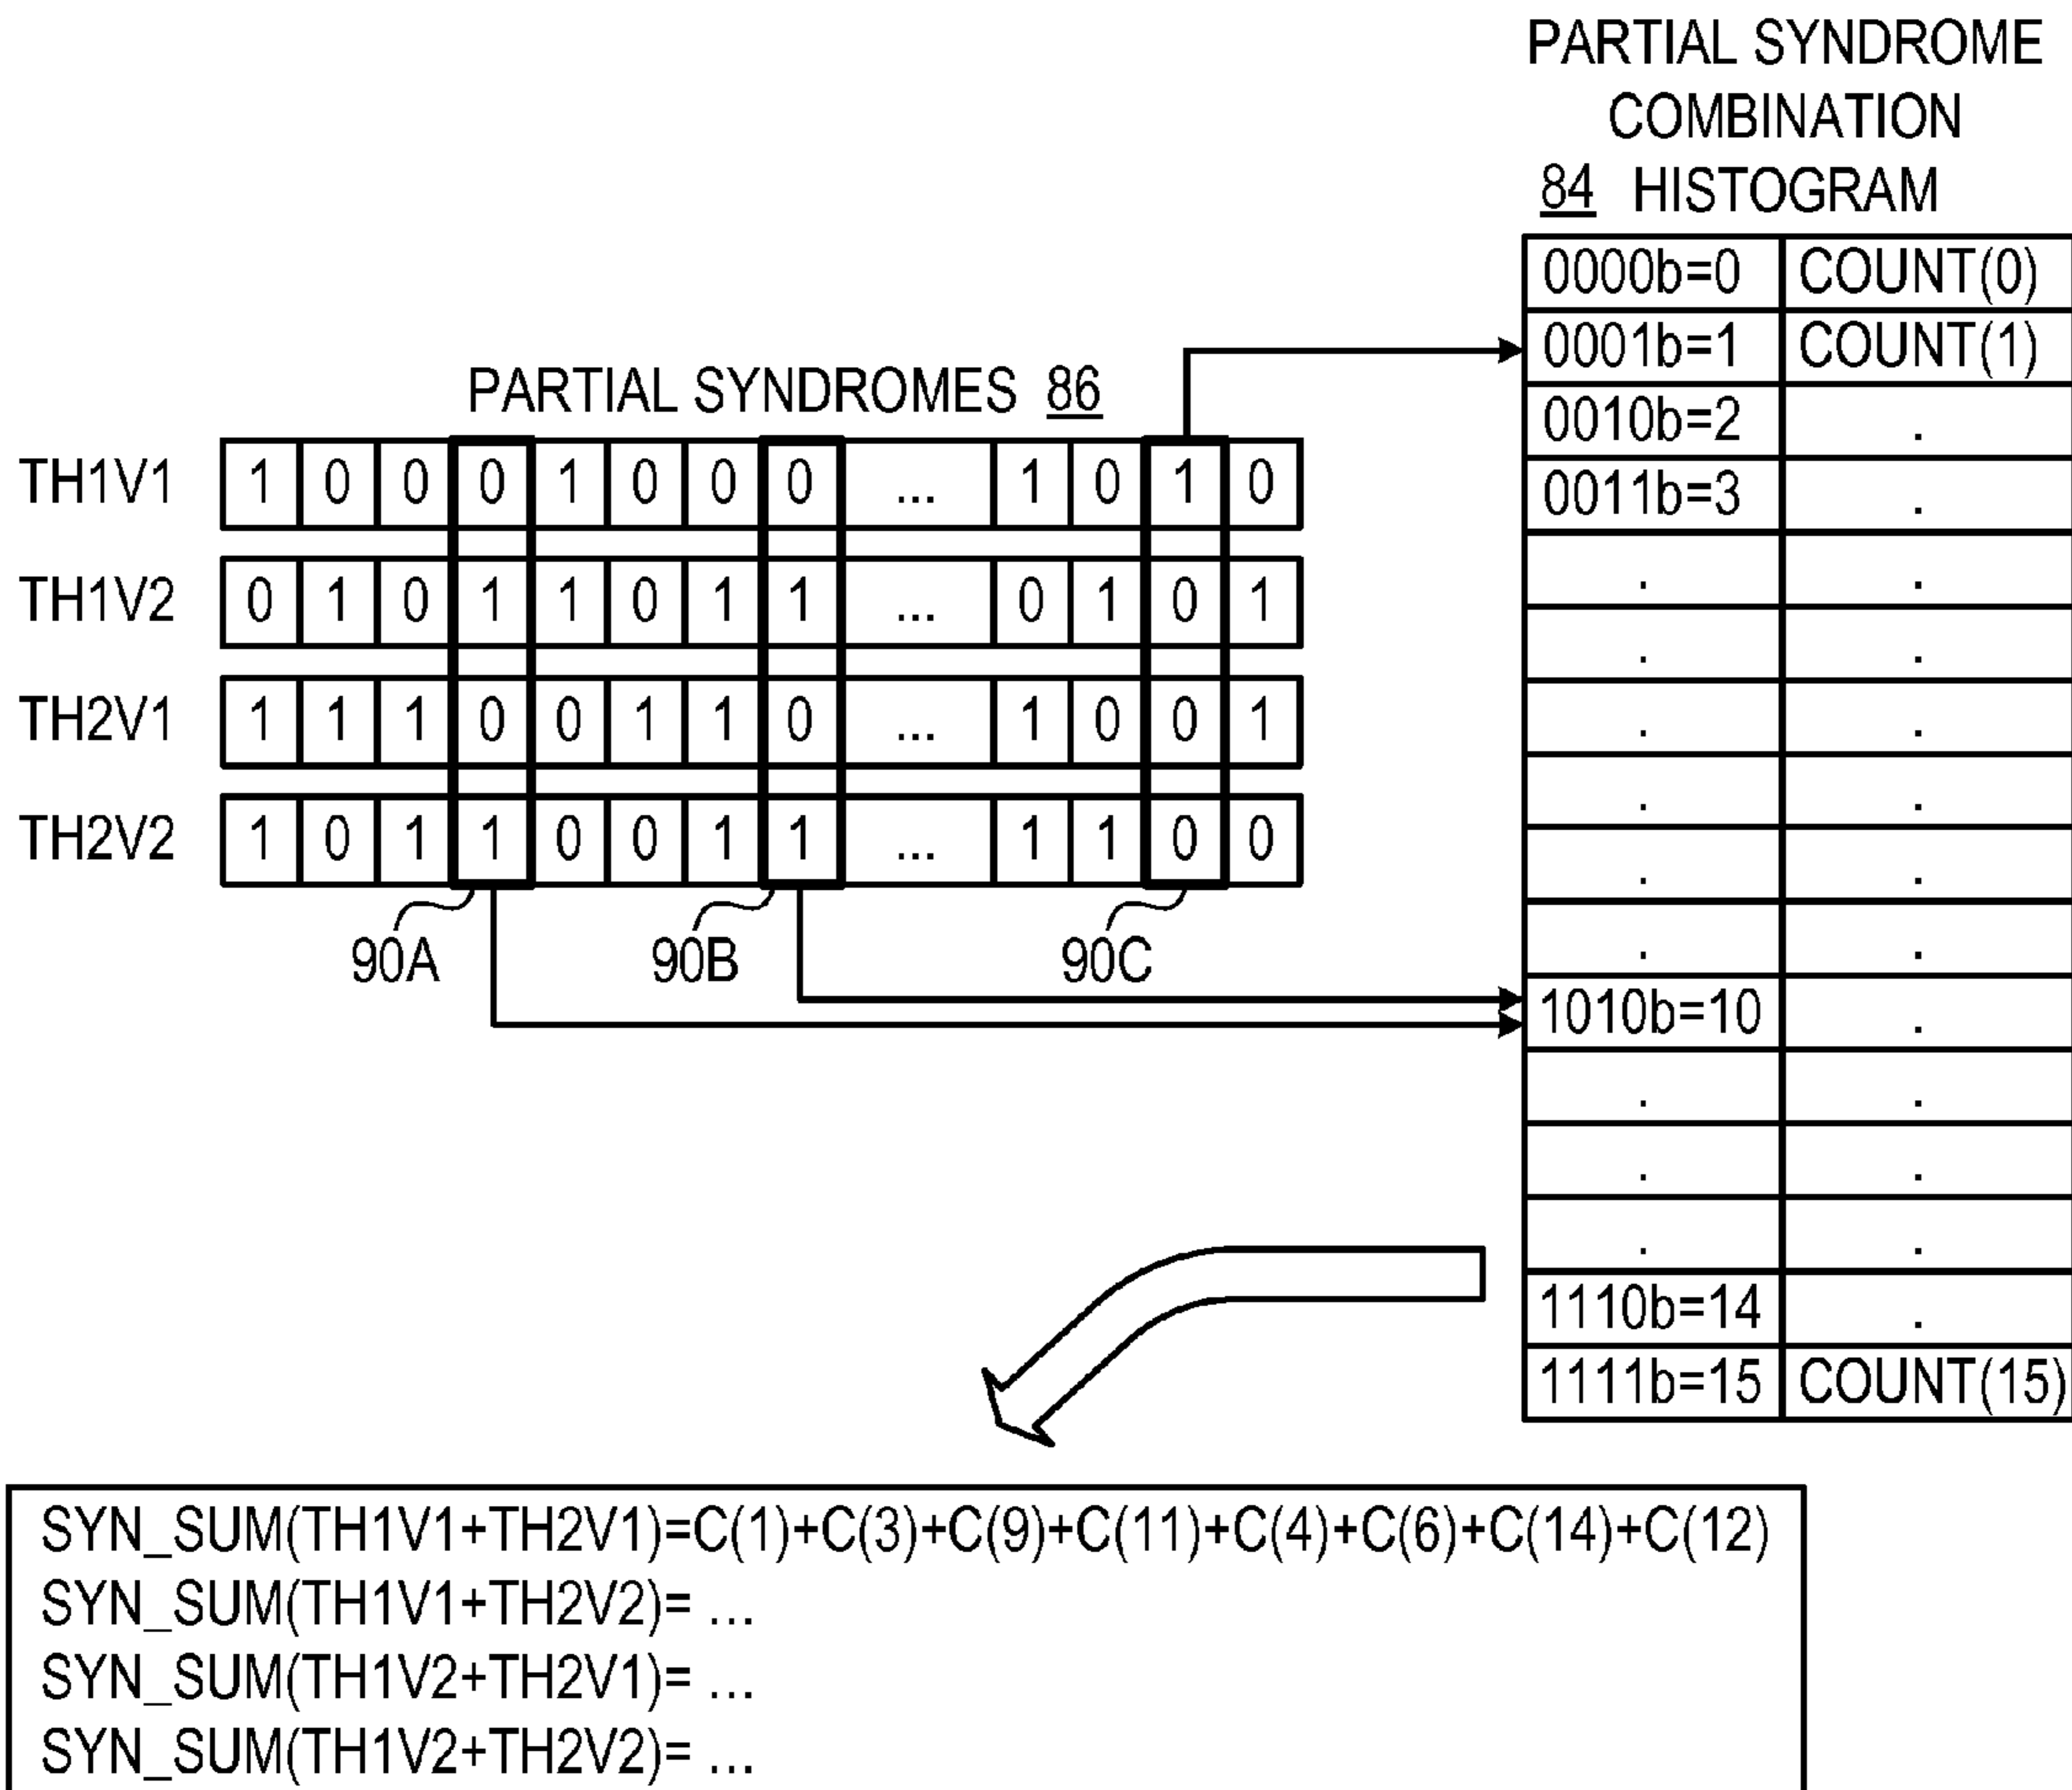 PARTIAL SYNDROME
COMBINATION
84 HISTOGRAM
0000b=0 COUNT(0)
0001b=1 COUNT(1)
0010b=2 .
0011b=3 .
. .
. .
. .
. .
. .
. .
1010b=10 .
. .
. .
. .
1110b=14 .
1111b=15 COUNT(15)
PARTIAL SYNDROMES 86
TH1V1 1 0 0 0 1 0 0 0 ... 1 0 1 0
TH1V2 0 1 0 1 1 0 1 1 ... 0 1 0 1
TH2V1 1 1 1 0 0 1 1 0 ... 1 0 0 1
TH2V2 1 0 1 1 0 0 1 1 ... 1 1 0 0
90A 90B 90C
SYN_SUM(TH1V1+TH2V1)=C(1)+C(3)+C(9)+C(11)+C(4)+C(6)+C(14)+C(12)
SYN_SUM(TH1V1+TH2V2)= ...
SYN_SUM(TH1V2+TH2V1)= ...
SYN_SUM(TH1V2+TH2V2)= ...